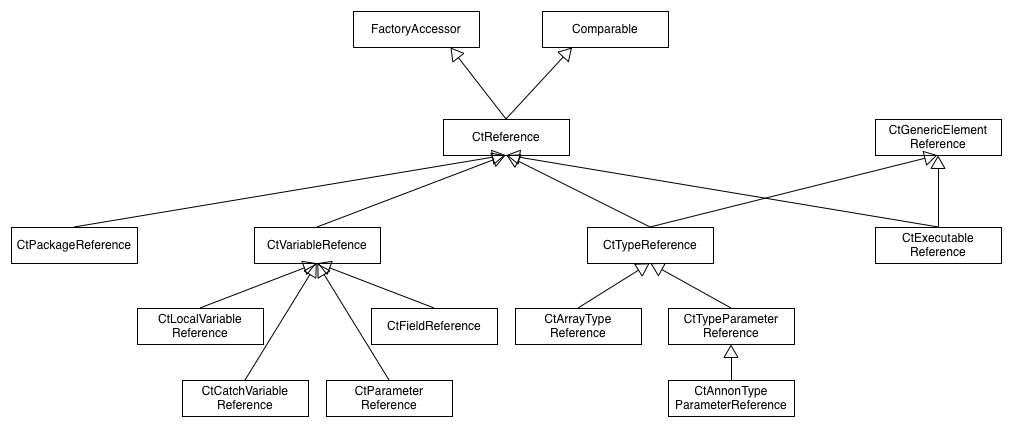 FactoryAccessor
Comparable
CtReference
CtGenericElement
Reference
CtPackageReference
CtVariableRefence
CtTypeReference
CtExecutable
Reference
CtLocalVariable
Reference
CtFieldReference
CtArrayType
Reference
CtTypeParameter
Reference
CtCatchVariable
Reference
CtParameter
Reference
CtAnnonType
ParameterReference